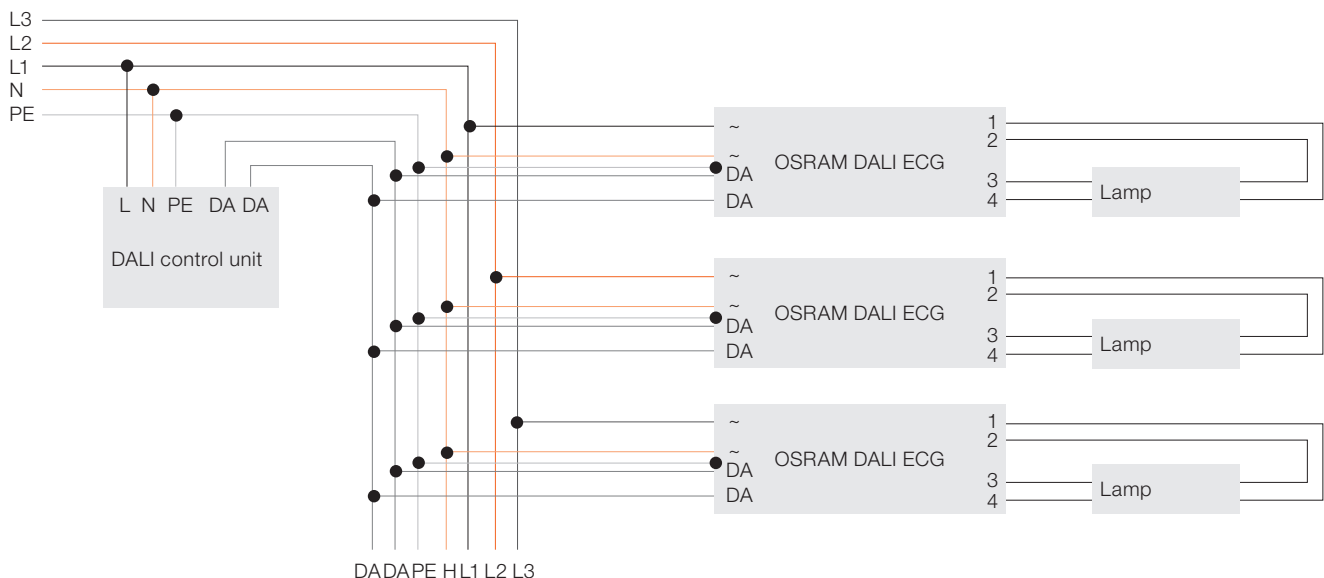 L3
L2
L1
N
PE
L N PE DA DA
DALI control unit
~
~
DA
DA
OSRAM DALI ECG
1
2
3
4
Lamp
~
~
DA
DA
OSRAM DALI ECG
1
2
3
4
Lamp
~
~
DA
DA
OSRAM DALI ECG
1
2
3
4
Lamp
DA DA PE H L1 L2 L3